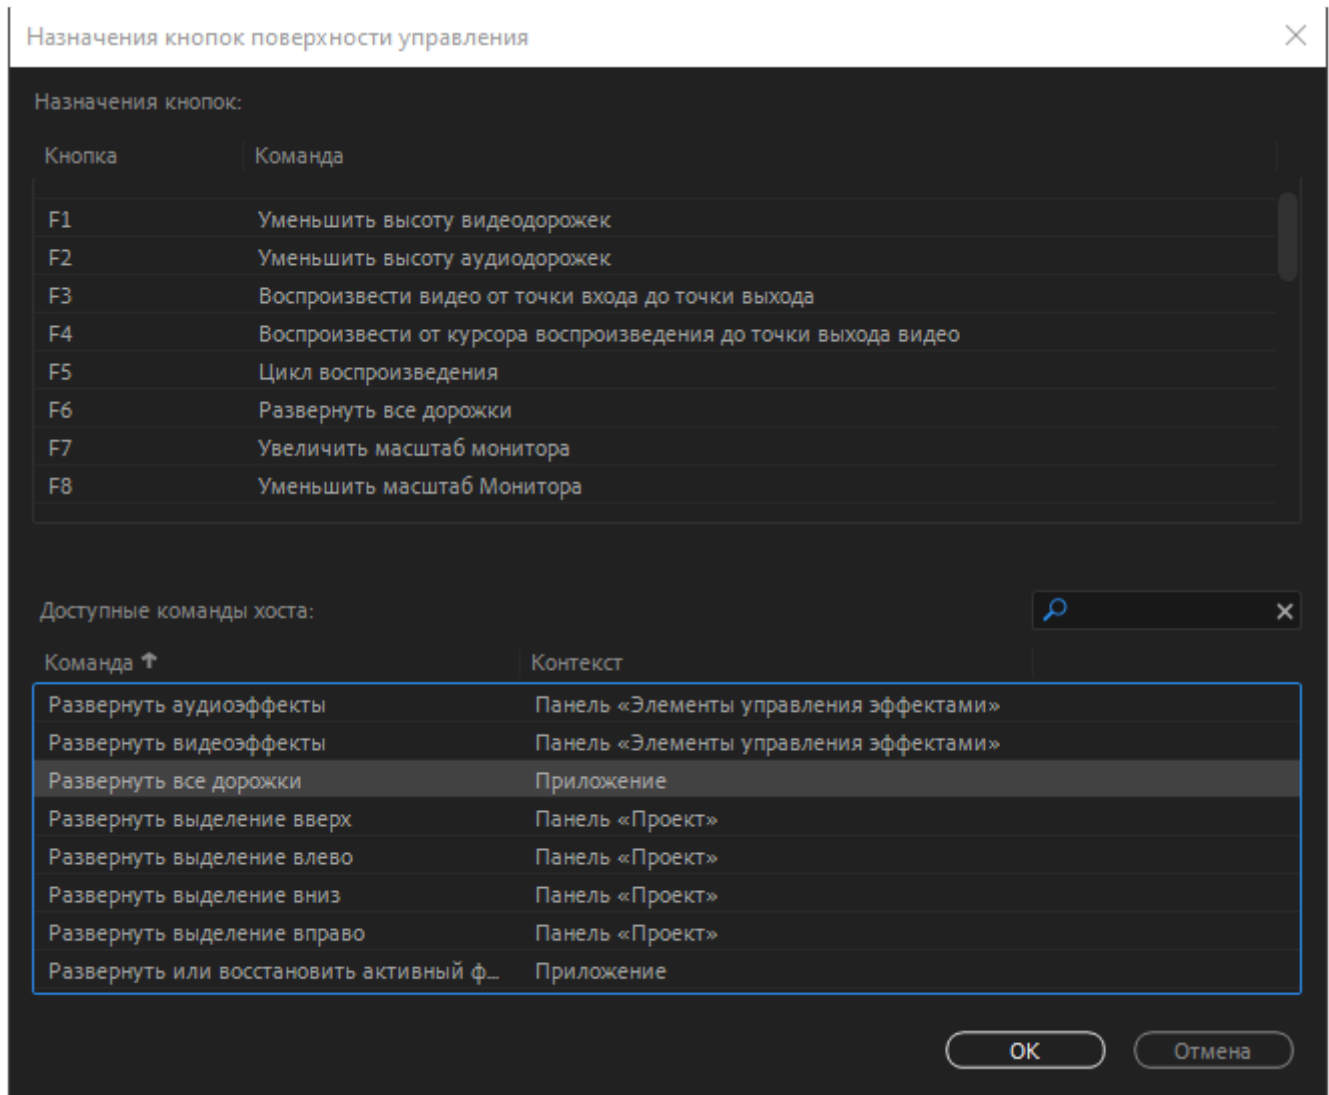 Назначения кнопок поверхности управления
Назначения кнопок:
Кнопка Команда
F1 Уменьшить высоту видеодорожек
F2 Уменьшить высоту аудиодорожек
F3 Воспроизвести видео от точки входа до точки выхода
F4 Воспроизвести от курсора воспроизведения до точки выхода видео
F5 Цикл воспроизведения
F6 Развернуть все дорожки
F7 Увеличить масштаб монитора
F8 Уменьшить масштаб Монитора
Доступные команды хоста:
Команда Контекст
Развернуть аудиоэффекты Панель «Элементы управления эффектами»
Развернуть видеоэффекты Панель «Элементы управления эффектами»
Развернуть все дорожки Приложение
Развернуть выделение вверх Панель «Проект»
Развернуть выделение влево Панель «Проект»
Развернуть выделение вниз Панель «Проект»
Развернуть выделение вправо Панель «Проект»
Развернуть или восстановить активный ф... Приложение
ОК Отмена